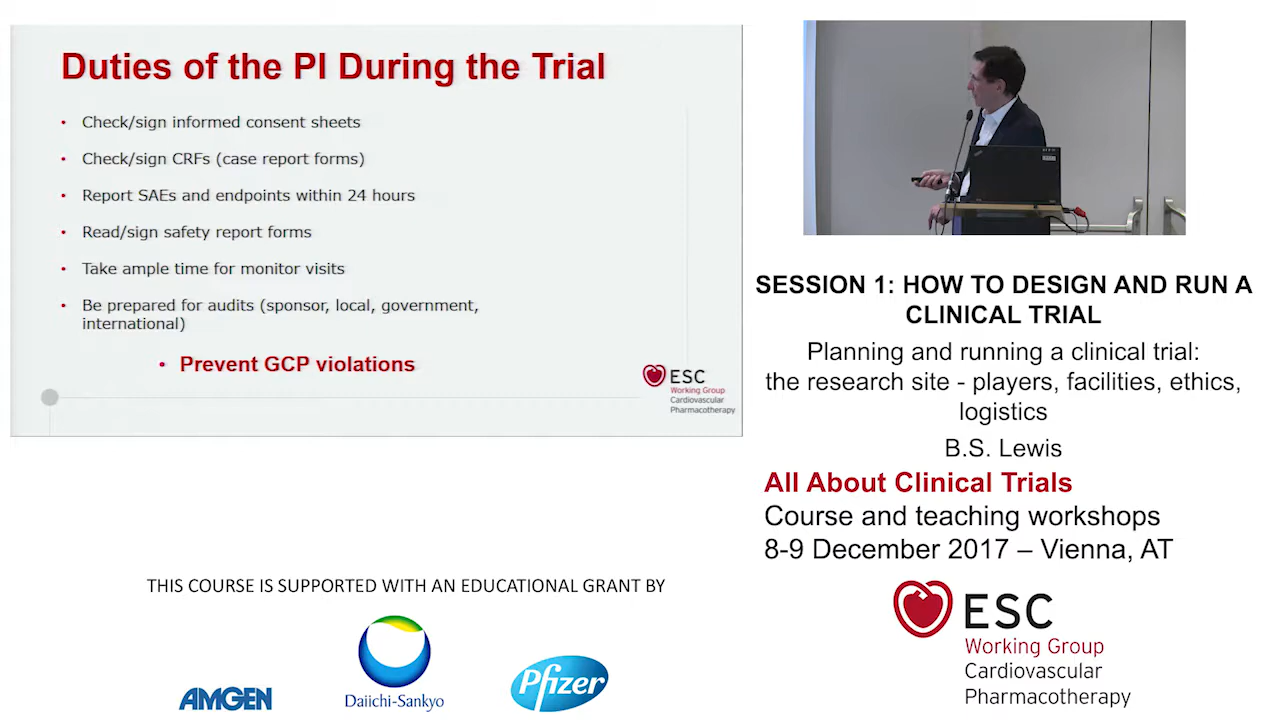 Duties of the PI During the Trial
• Check/sign informed consent sheets
• Check/sign CRFs (case report forms)
• Report SAEs and endpoints within 24 hours
• Read/sign safety report forms
• Take ample time for monitor visits
• Be prepared for audits (sponsor, local, government,
international)
• Prevent GCP violations
ESC
Working Group
Cardiovascular
Pharmacotherapy
SESSION 1: HOW TO DESIGN AND RUN A
CLINICAL TRIAL
Planning and running a clinical trial:
the research site - players, facilities, ethics,
logistics
B.S. Lewis
All About Clinical Trials
Course and teaching workshops
8-9 December 2017 – Vienna, AT
THIS COURSE IS SUPPORTED WITH AN EDUCATIONAL GRANT BY
AMGEN
Daiichi-Sankyo
Pfizer
ESC
Working Group
Cardiovascular
Pharmacotherapy